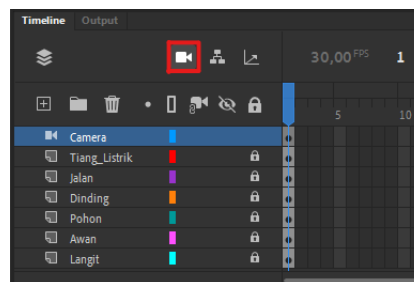 Timeline Output
30,00 FPS 1
5 10
Camera
Tiang_Listrik
Jalan
Dinding
Pohon
Awan
Langit